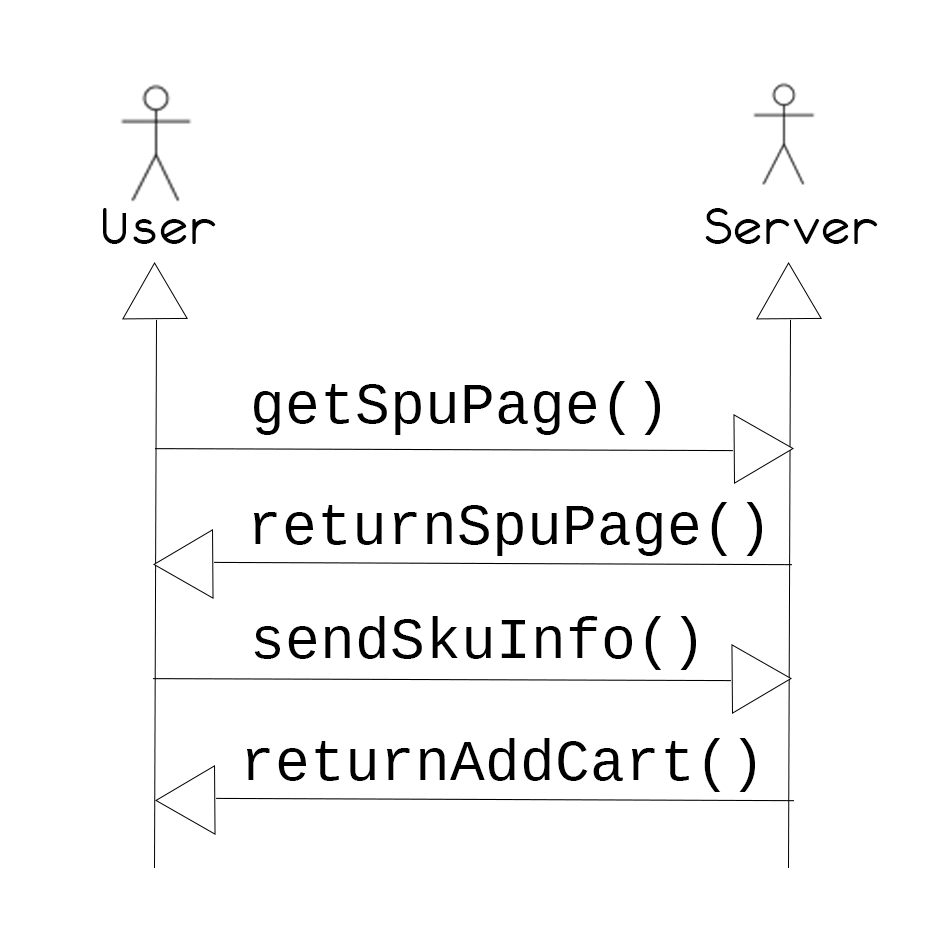 User
Server
getSpuPage()
returnSpuPage()
sendSkuInfo()
returnAddCart()